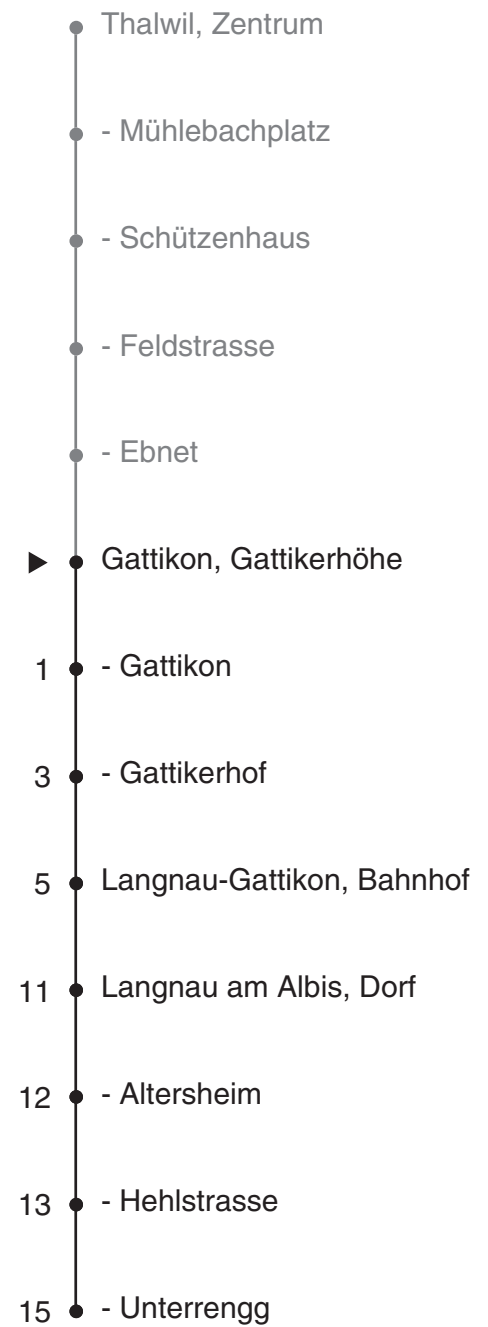 Thalwil, Zentrum
- Mühlebachplatz
- Schützenhaus
- Feldstrasse
- Ebnet
Gattikon, Gattikerhöhe
1 - Gattikon
3 - Gattikerhof
5 Langnau-Gattikon, Bahnhof
11 Langnau am Albis, Dorf
12 - Altersheim
13 - Hehlstrasse
15 - Unterrengg